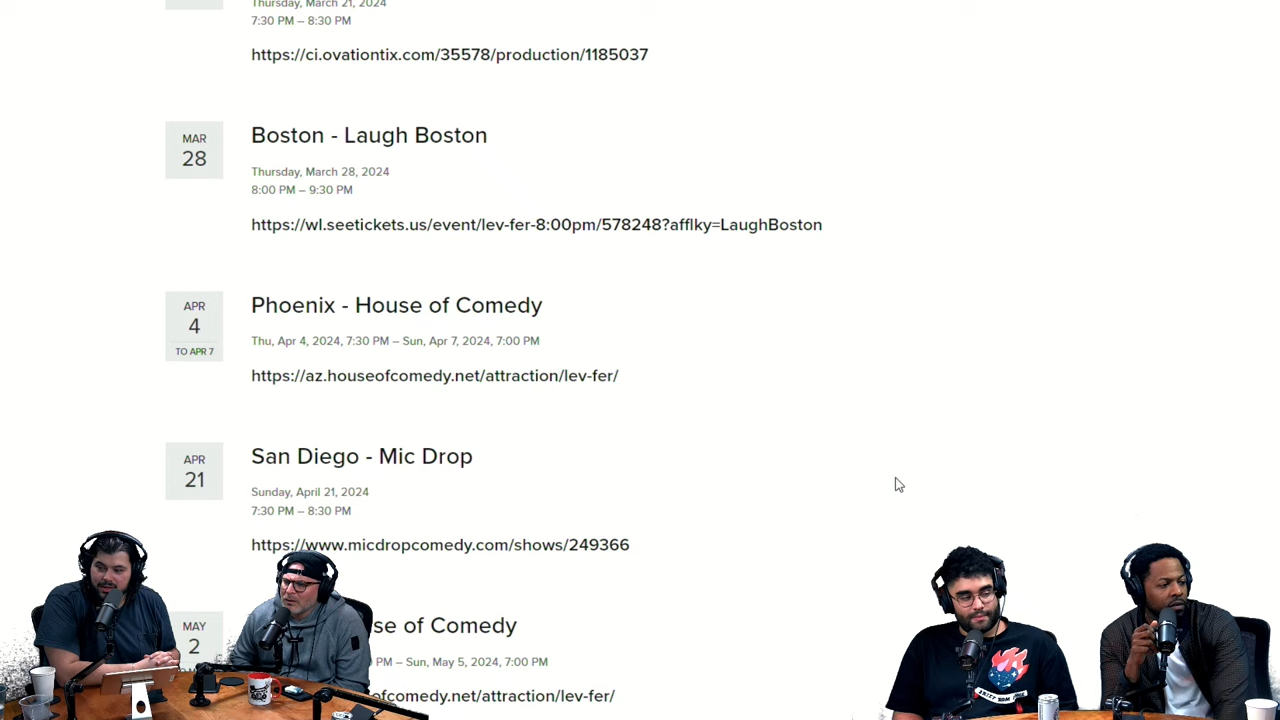 Thursday, March 21, 2024
7:30 PM – 8:30 PM
https://ci.ovationtix.com/35578/production/1185037
MAR
28
Boston - Laugh Boston
Thursday, March 28, 2024
8:00 PM – 9:30 PM
https://wl.seetickets.us/event/lev-fer-8:00pm/578248?afflky=LaughBoston
APR
4
TO APR 7
Phoenix - House of Comedy
Thu, Apr 4, 2024, 7:30 PM – Sun, Apr 7, 2024, 7:00 PM
https://az.houseofcomedy.net/attraction/lev-fer/
APR
21
San Diego - Mic Drop
Sunday, April 21, 2024
7:30 PM – 8:30 PM
https://www.micdropcomedy.com/shows/249366
MAY
2
se of Comedy
PM – Sun, May 5, 2024, 7:00 PM
efcomedy.net/attraction/lev-fer/